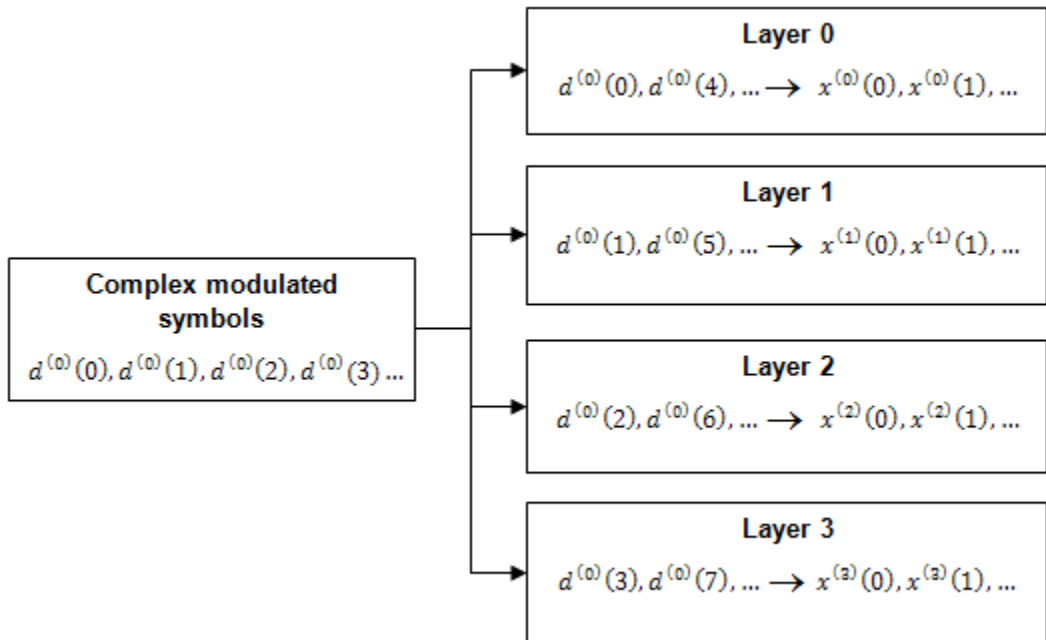 Layer 0
d⁽⁰⁾(0), d⁽⁰⁾(4), ... → x⁽⁰⁾(0), x⁽⁰⁾(1), ...
Layer 1
d⁽⁰⁾(1), d⁽⁰⁾(5), ... → x⁽¹⁾(0), x⁽¹⁾(1), ...
Complex modulated
symbols
d⁽⁰⁾(0), d⁽⁰⁾(1), d⁽⁰⁾(2), d⁽⁰⁾(3) ...
Layer 2
d⁽⁰⁾(2), d⁽⁰⁾(6), ... → x⁽²⁾(0), x⁽²⁾(1), ...
Layer 3
d⁽⁰⁾(3), d⁽⁰⁾(7), ... → x⁽³⁾(0), x⁽³⁾(1), ...